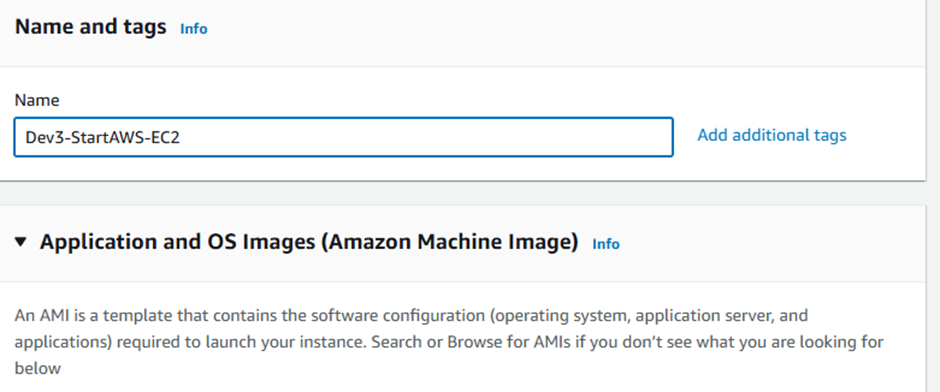 Name and tags Info
Name
Dev3-StartAWS-EC2
Add additional tags
Application and OS Images (Amazon Machine Image) Info
An AMI is a template that contains the software configuration (operating system, application server, and
applications) required to launch your instance. Search or Browse for AMIs if you don’t see what you are looking for
below